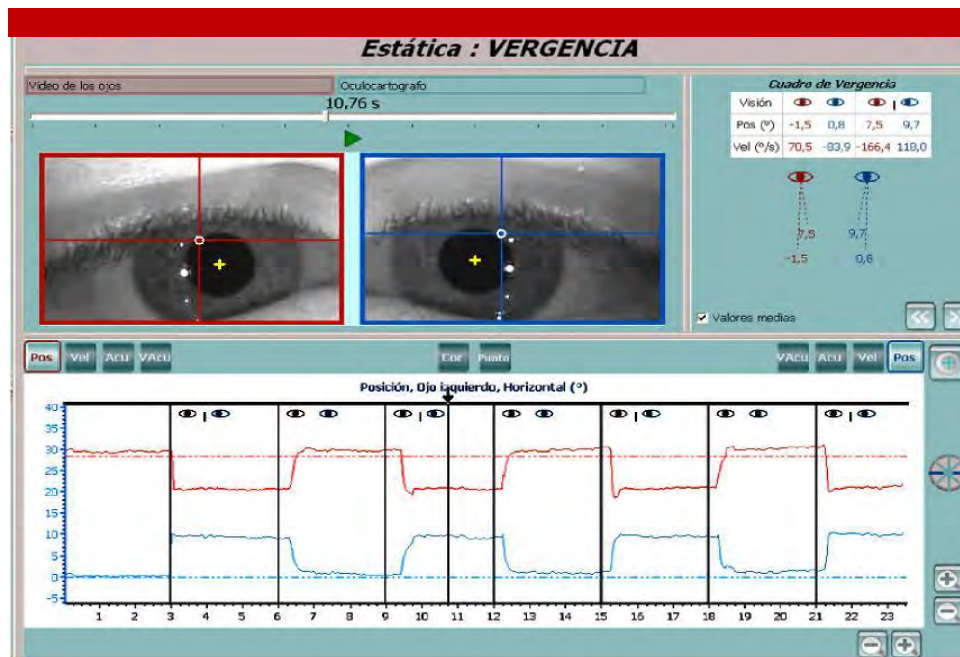 Estática : VERGENCIA
Vídeo de los ojos
Oculocartografo
10,76 s
Cuadro de Vergencia
Visión
Pos (º) -1,5 0,8 7,5 9,7
Vel (º/s) 70,5 -83,9 -166,4 118,0
7,5 9,7
-1,5 0,8
Valores medias
Pos Vel Acu VAcu Cor Punto VAcu Acu Vel Pos
Posición, Ojo izquierdo, Horizontal (º)
40
35
30
25
20
15
10
5
0
-5
1 2 3 4 5 6 7 8 9 10 11 12 13 14 15 16 17 18 19 20 21 22 23